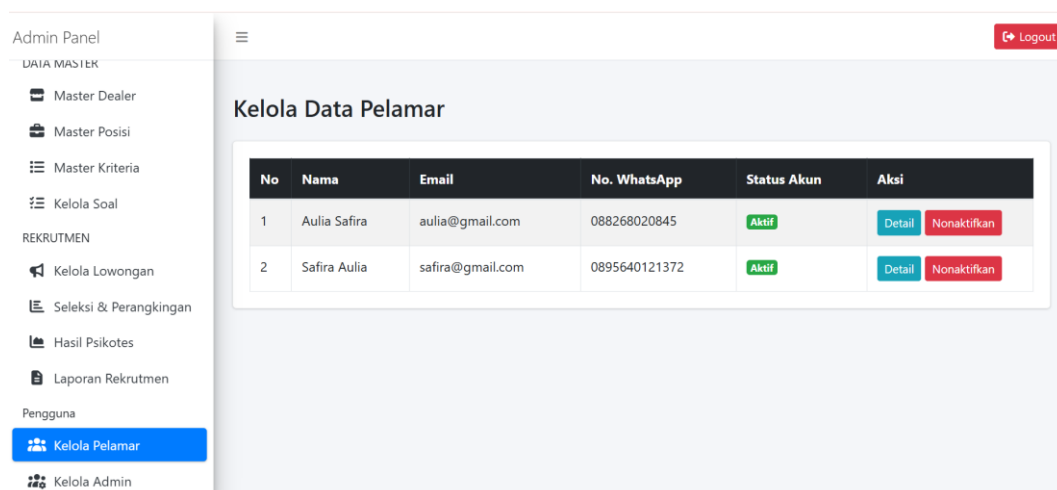 Admin Panel
Logout
DATA MASTER
Master Dealer
Master Posisi
Master Kriteria
Kelola Soal
REKRUTMEN
Kelola Lowongan
Seleksi & Perangkingan
Hasil Psikotes
Laporan Rekrutmen
Pengguna
Kelola Pelamar
Kelola Admin
Kelola Data Pelamar
No Nama Email No. WhatsApp Status Akun Aksi
1 Aulia Safira aulia@gmail.com 088268020845 Aktif Detail Nonaktifkan
2 Safira Aulia safira@gmail.com 0895640121372 Aktif Detail Nonaktifkan